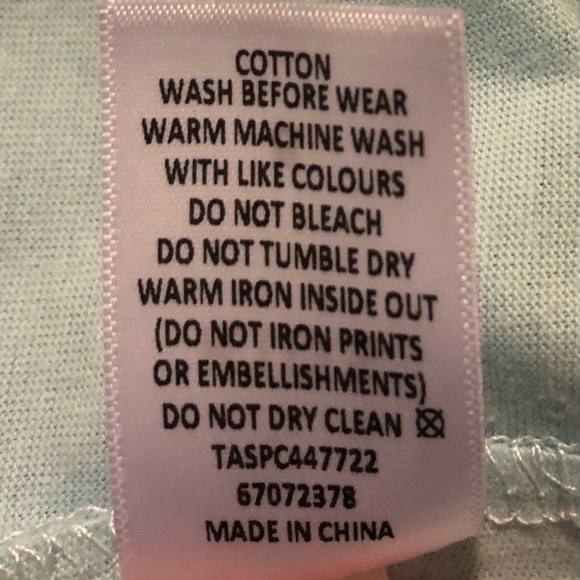 COTTON
WASH BEFORE WEAR
WARM MACHINE WASH
WITH LIKE COLOURS
DO NOT BLEACH
DO NOT TUMBLE DRY
WARM IRON INSIDE OUT
(DO NOT IRON PRINTS
OR EMBELLISHMENTS)
DO NOT DRY CLEAN
TASPC447722
67072378
MADE IN CHINA